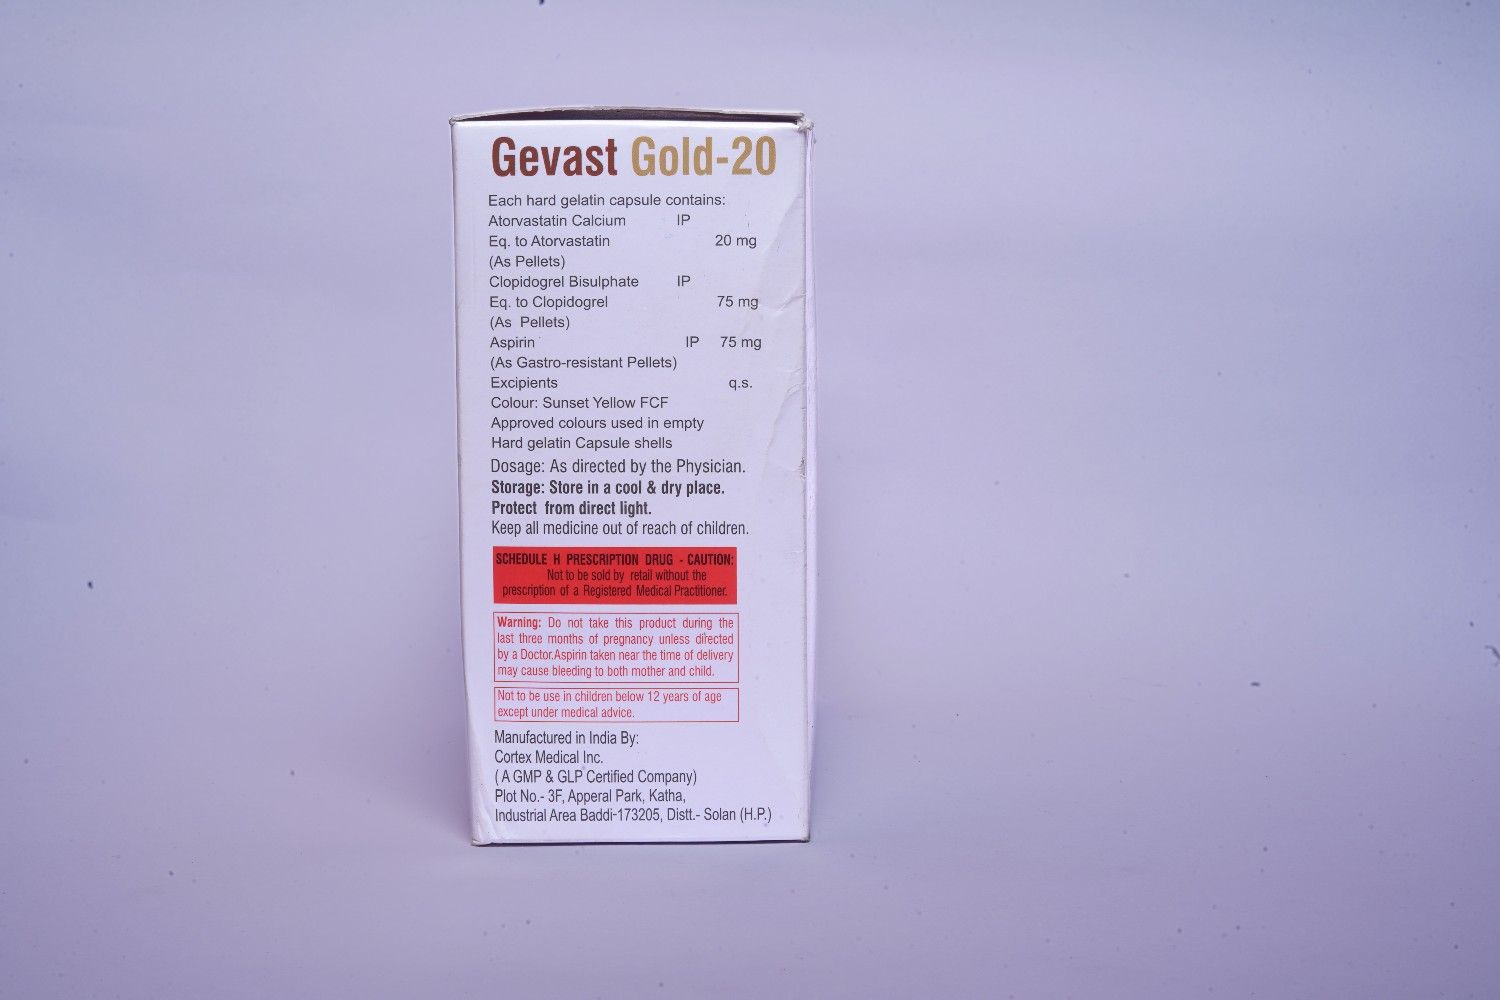 Gevast Gold-20
Each hard gelatin capsule contains:
Atorvastatin Calcium IP
Eq. to Atorvastatin 20 mg
(As Pellets)
Clopidogrel Bisulphate IP
Eq. to Clopidogrel 75 mg
(As Pellets)
Aspirin IP 75 mg
(As Gastro-resistant Pellets)
Excipients q.s.
Colour: Sunset Yellow FCF
Approved colours used in empty
Hard gelatin Capsule shells
Dosage: As directed by the Physician.
Storage: Store in a cool & dry place.
Protect from direct light.
Keep all medicine out of reach of children.
SCHEDULE H PRESCRIPTION DRUG - CAUTION:
Not to be sold by retail without the
prescription of a Registered Medical Practitioner.
Warning: Do not take this product during the
last three months of pregnancy unless directed
by a Doctor.Aspirin taken near the time of delivery
may cause bleeding to both mother and child.
Not to be use in children below 12 years of age
except under medical advice.
Manufactured in India By:
Cortex Medical Inc.
( A GMP & GLP Certified Company)
Plot No.- 3F, Apperal Park, Katha,
Industrial Area Baddi-173205, Distt.- Solan (H.P.)